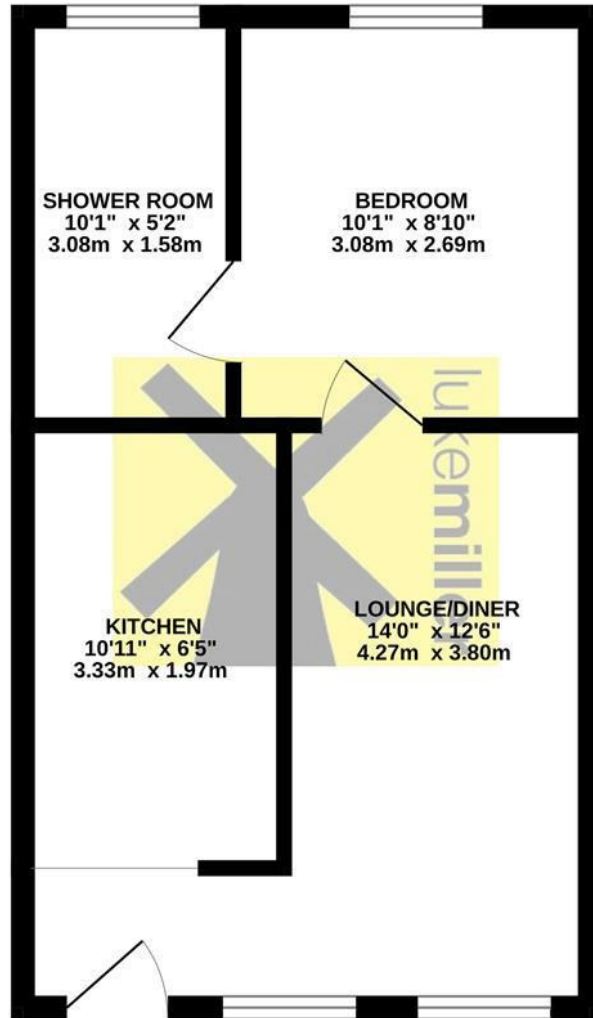 SHOWER ROOM
10'1" x 5'2"
3.08m x 1.58m
BEDROOM
10'1" x 8'10"
3.08m x 2.69m
lukemiller
KITCHEN
10'11" x 6'5"
3.33m x 1.97m
LOUNGE/DINER
14'0" x 12'6"
4.27m x 3.80m